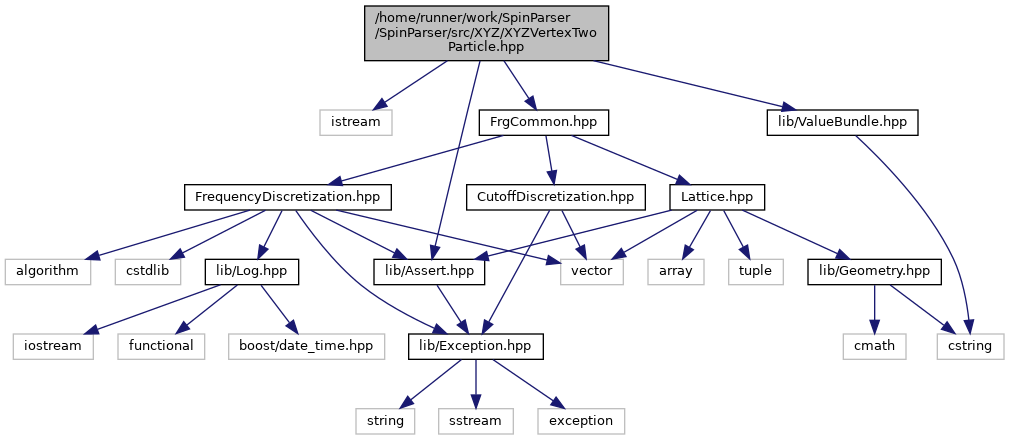 /home/runner/work/SpinParser
/SpinParser/src/XYZ/XYZVertexTwo
Particle.hpp
istream
FrgCommon.hpp
lib/ValueBundle.hpp
FrequencyDiscretization.hpp
CutoffDiscretization.hpp
Lattice.hpp
algorithm
cstdlib
lib/Log.hpp
lib/Assert.hpp
vector
array
tuple
lib/Geometry.hpp
iostream
functional
boost/date_time.hpp
lib/Exception.hpp
cmath
cstring
string
sstream
exception